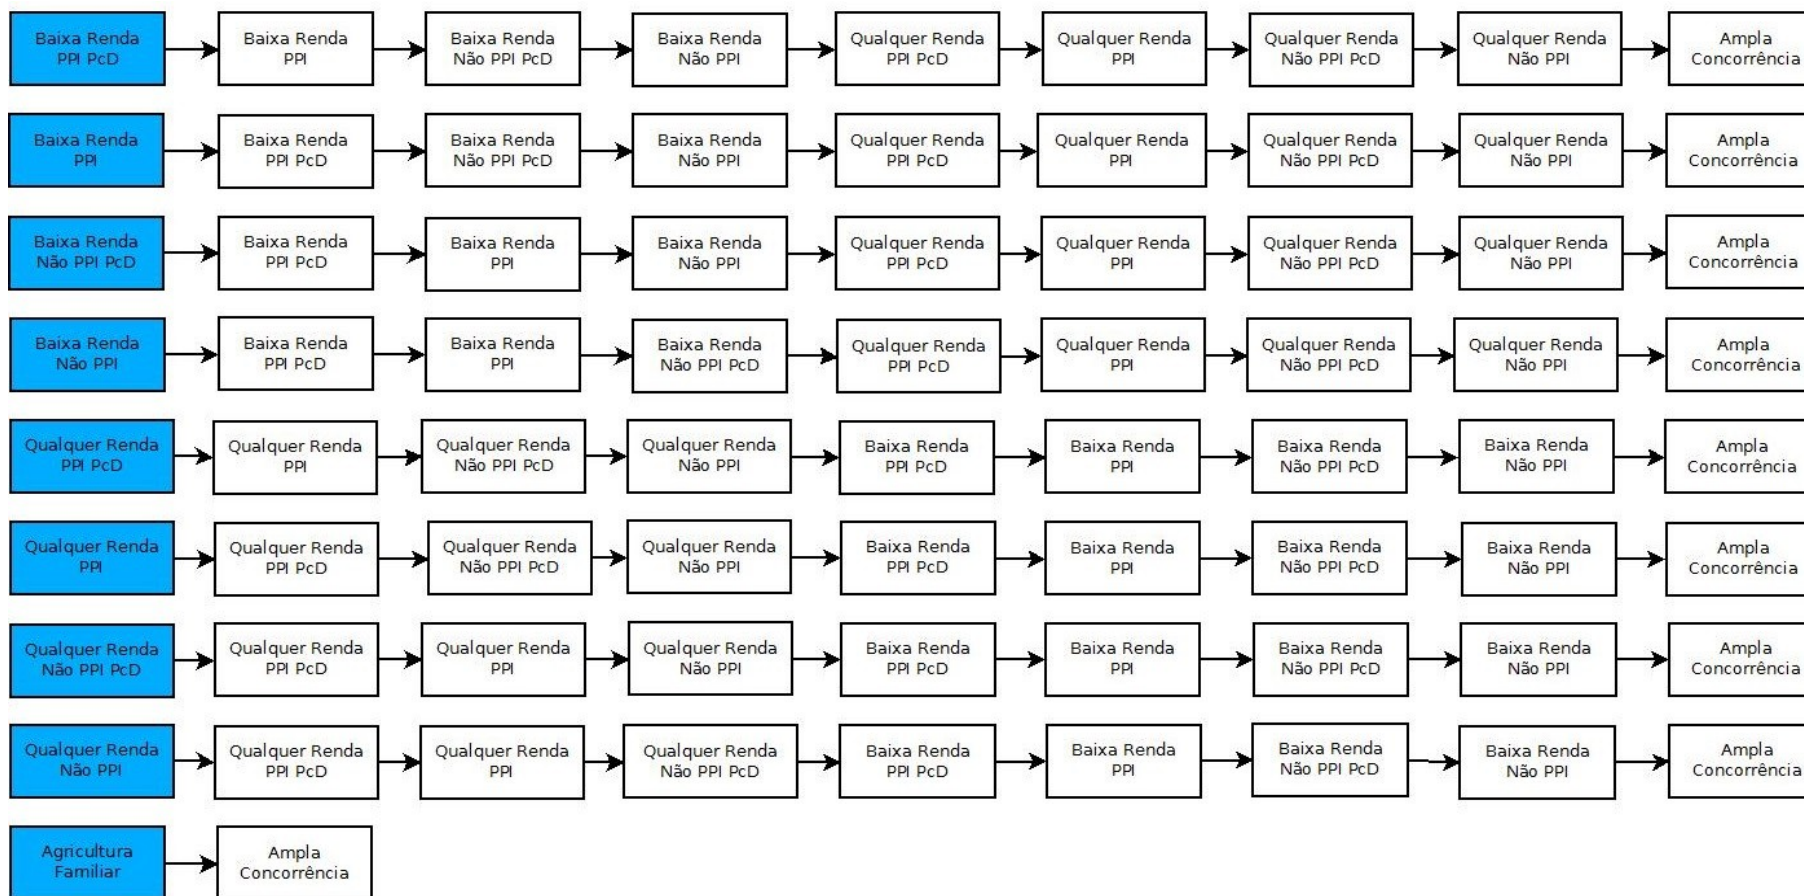 Baixa Renda
PPI PcD
Baixa Renda
PPI
Baixa Renda
Não PPI PcD
Baixa Renda
Não PPI
Qualquer Renda
PPI PcD
Qualquer Renda
PPI
Qualquer Renda
Não PPI PcD
Qualquer Renda
Não PPI
Ampla
Concorrência
Baixa Renda
PPI
Baixa Renda
PPI PcD
Baixa Renda
Não PPI PcD
Baixa Renda
Não PPI
Qualquer Renda
PPI PcD
Qualquer Renda
PPI
Qualquer Renda
Não PPI PcD
Qualquer Renda
Não PPI
Ampla
Concorrência
Baixa Renda
Não PPI PcD
Baixa Renda
PPI PcD
Baixa Renda
PPI
Baixa Renda
Não PPI
Qualquer Renda
PPI PcD
Qualquer Renda
PPI
Qualquer Renda
Não PPI PcD
Qualquer Renda
Não PPI
Ampla
Concorrência
Baixa Renda
Não PPI
Baixa Renda
PPI PcD
Baixa Renda
PPI
Baixa Renda
Não PPI PcD
Qualquer Renda
PPI PcD
Qualquer Renda
PPI
Qualquer Renda
Não PPI PcD
Qualquer Renda
Não PPI
Ampla
Concorrência
Qualquer Renda
PPI PcD
Qualquer Renda
PPI
Qualquer Renda
Não PPI PcD
Qualquer Renda
Não PPI
Baixa Renda
PPI PcD
Baixa Renda
PPI
Baixa Renda
Não PPI PcD
Baixa Renda
Não PPI
Ampla
Concorrência
Qualquer Renda
PPI
Qualquer Renda
PPI PcD
Qualquer Renda
Não PPI PcD
Qualquer Renda
Não PPI
Baixa Renda
PPI PcD
Baixa Renda
PPI
Baixa Renda
Não PPI PcD
Baixa Renda
Não PPI
Ampla
Concorrência
Qualquer Renda
Não PPI PcD
Qualquer Renda
PPI PcD
Qualquer Renda
PPI
Qualquer Renda
Não PPI
Baixa Renda
PPI PcD
Baixa Renda
PPI
Baixa Renda
Não PPI PcD
Baixa Renda
Não PPI
Ampla
Concorrência
Qualquer Renda
Não PPI
Qualquer Renda
PPI PcD
Qualquer Renda
PPI
Qualquer Renda
Não PPI PcD
Baixa Renda
PPI PcD
Baixa Renda
PPI
Baixa Renda
Não PPI PcD
Baixa Renda
Não PPI
Ampla
Concorrência
Agricultura
Familiar
Ampla
Concorrência